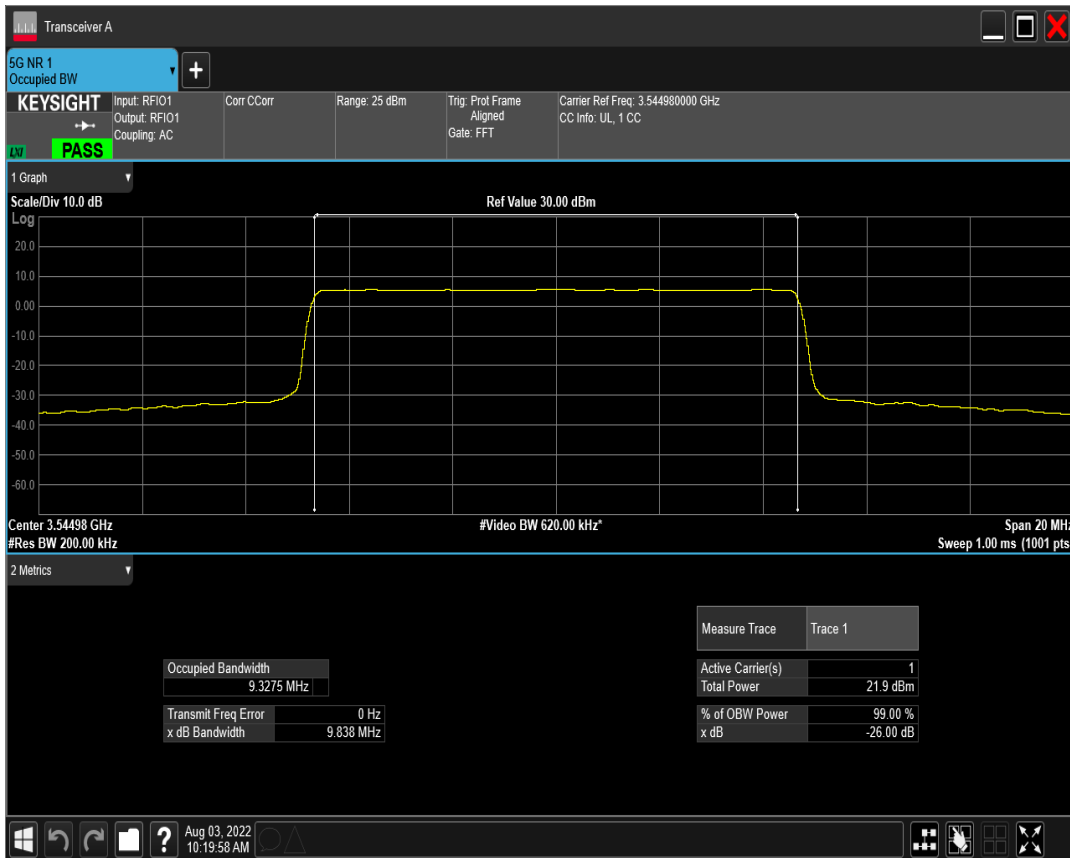 Transceiver A
5G NR 1
Occupied BW
+
KEYSIGHT
LXI
PASS
Input: RFIO1
Output: RFIO1
Coupling: AC
Corr CCorr
Range: 25 dBm
Trig: Prot Frame
Aligned
Gate: FFT
Carrier Ref Freq: 3.544980000 GHz
CC Info: UL, 1 CC
1 Graph
Scale/Div 10.0 dB
Ref Value 30.00 dBm
Log
20.0
10.0
0.00
-10.0
-20.0
-30.0
-40.0
-50.0
-60.0
Center 3.54498 GHz
#Video BW 620.00 kHz*
Span 20 MHz
#Res BW 200.00 kHz
Sweep 1.00 ms (1001 pts
2 Metrics
Measure Trace Trace 1
Occupied Bandwidth
9.3275 MHz
Active Carrier(s) 1
Total Power 21.9 dBm
Transmit Freq Error 0 Hz
x dB Bandwidth 9.838 MHz
% of OBW Power 99.00 %
x dB -26.00 dB
?
Aug 03, 2022
10:19:58 AM